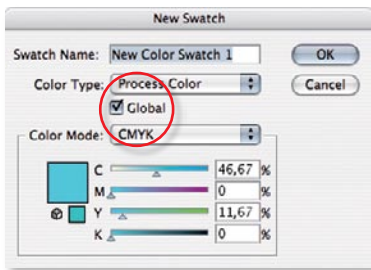 New Swatch
Swatch Name: New Color Swatch 1 OK
Color Type: Process Color Cancel
Global
Color Mode: CMYK
C 46,67 %
M 0 %
Y 11,67 %
K 0 %